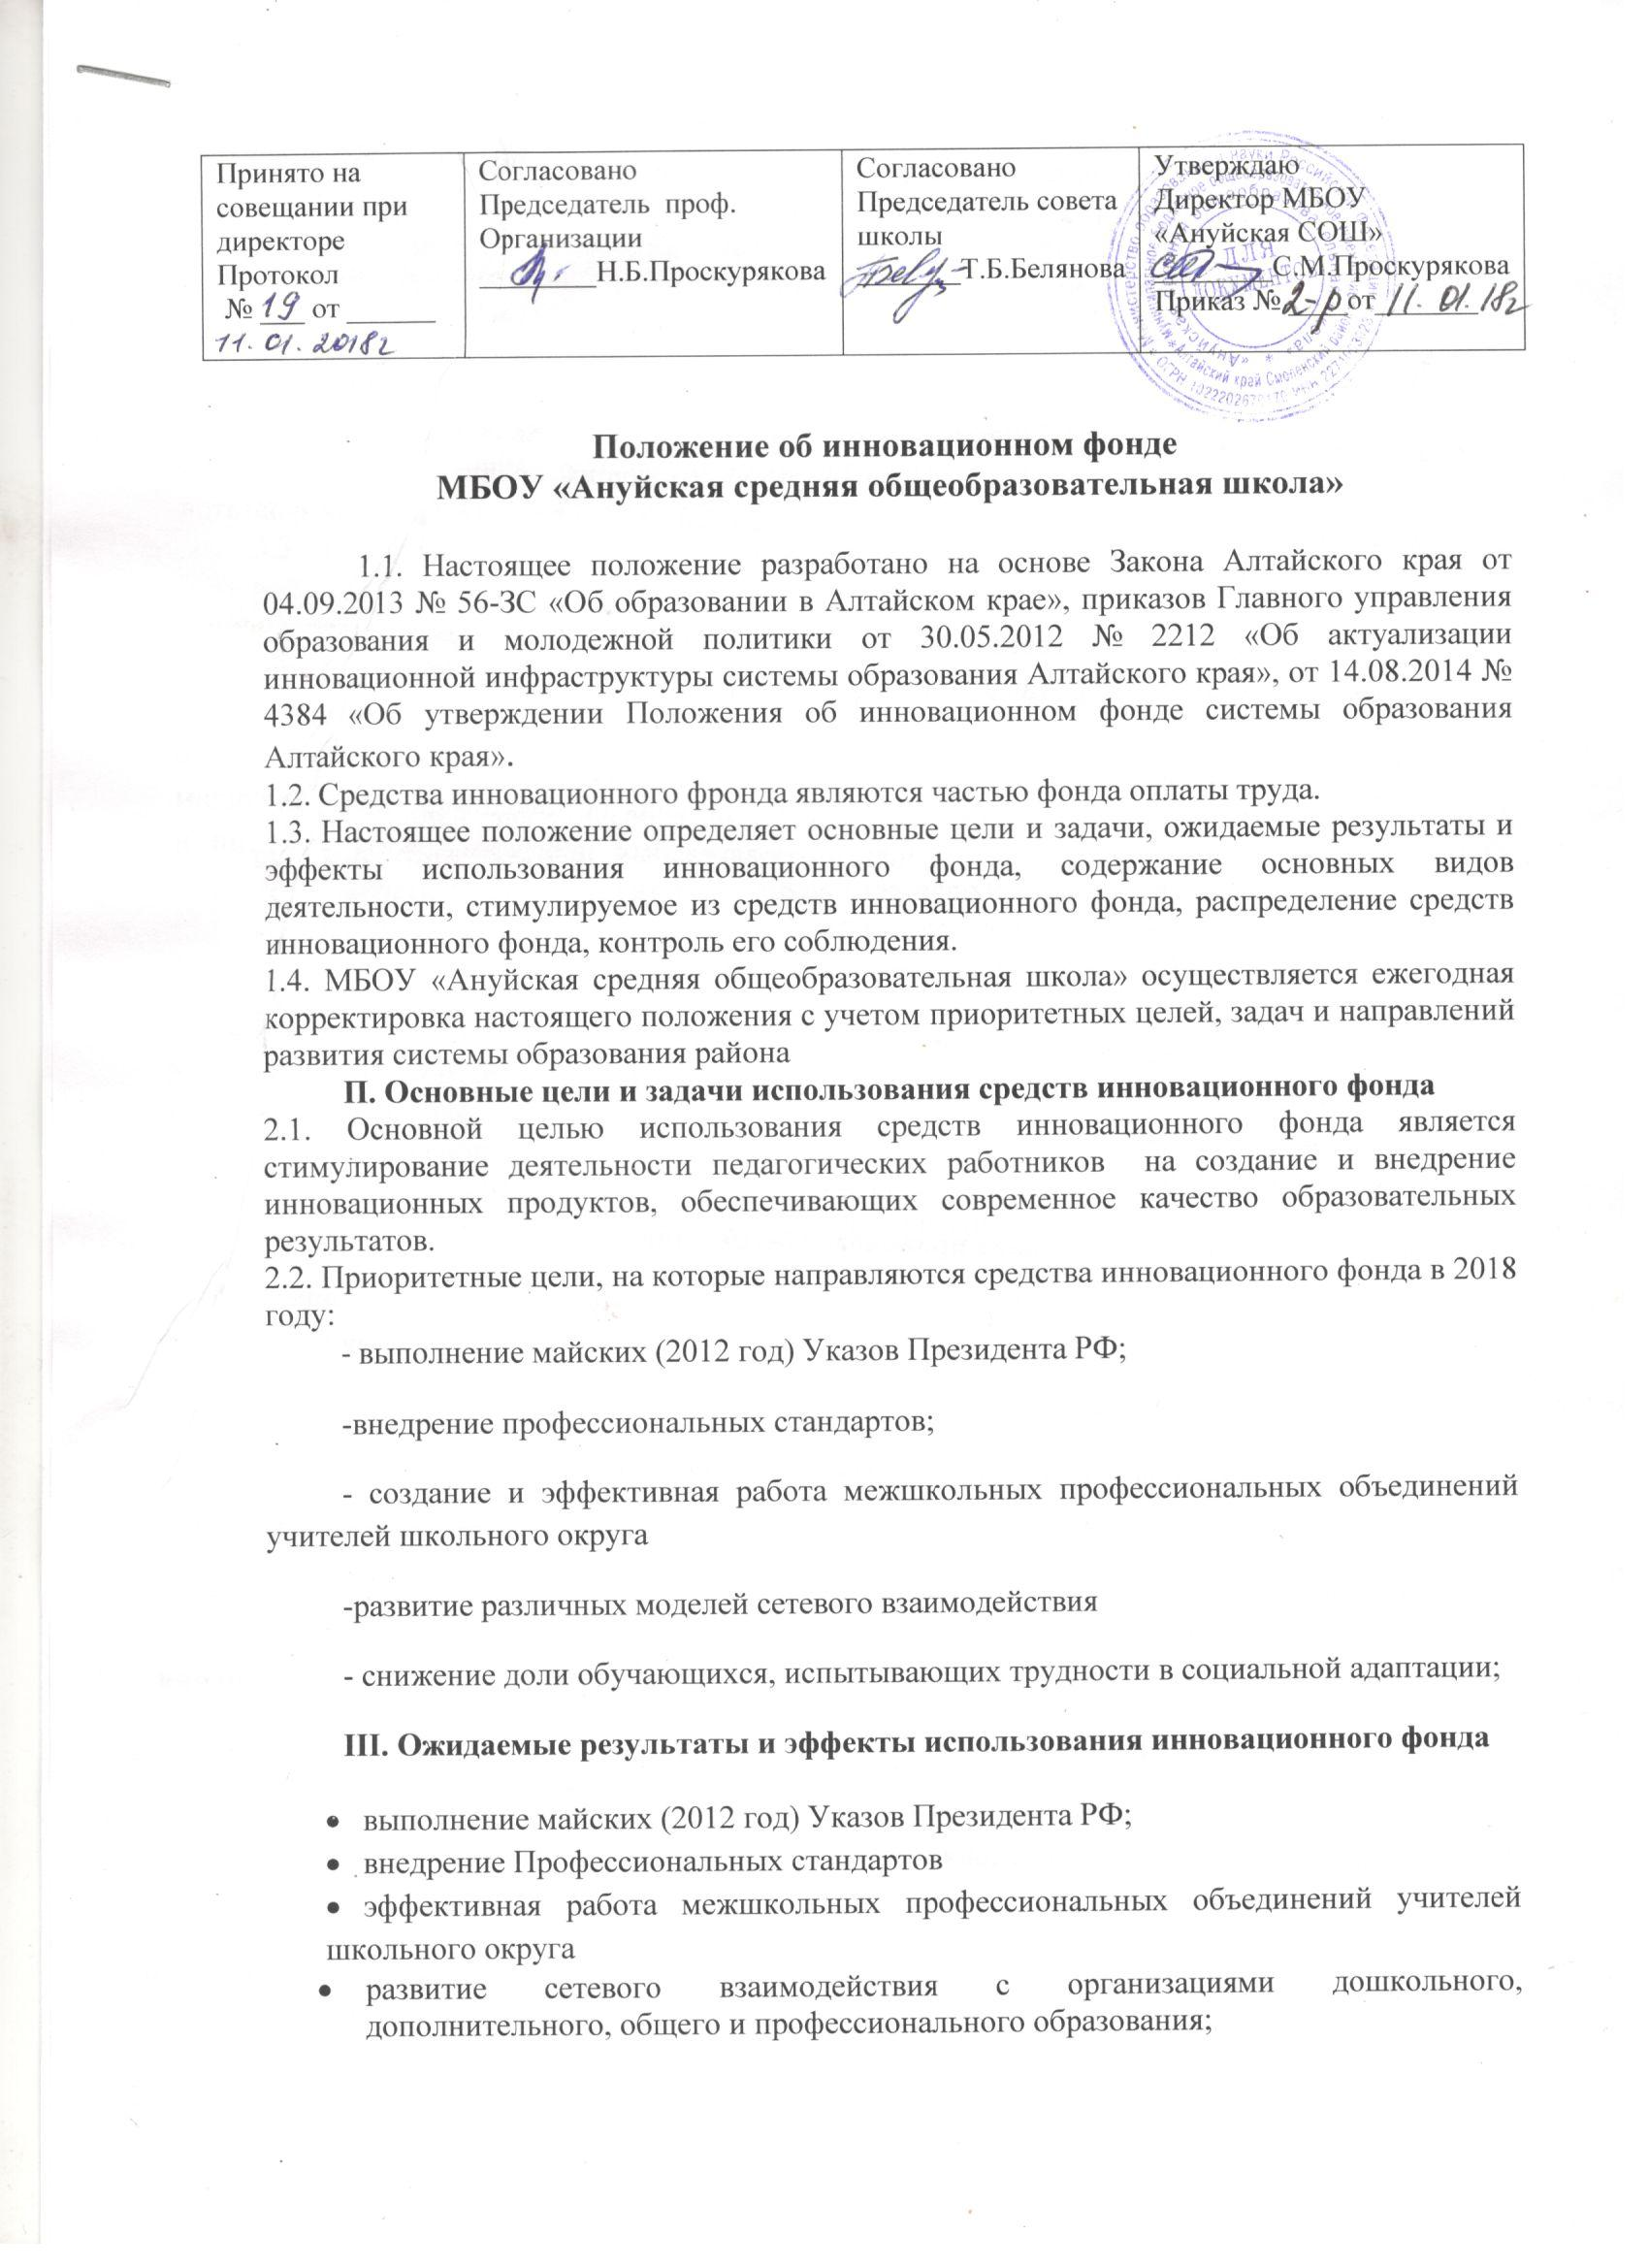 Принято на
совещании при
директоре
Протокол
№ 19 от _______
11.01.2018г
Согласовано
Председатель проф.
Организации
_________Н.Б.Проскурякова
Согласовано
Председатель совета
школы
________Т.Б.Белянова
Утверждаю
Директор МБОУ
«Ануйская СОШ»
_________С.М.Проскурякова
Приказ № 2-р от 11.01.18г
ДЛЯ
ДОКУМЕНТОВ
Алтайский край Смоленский район
Положение об инновационном фонде
МБОУ «Ануйская средняя общеобразовательная школа»
1.1. Настоящее положение разработано на основе Закона Алтайского края от
04.09.2013 № 56-ЗС «Об образовании в Алтайском крае», приказов Главного управления
образования и молодежной политики от 30.05.2012 № 2212 «Об актуализации
инновационной инфраструктуры системы образования Алтайского края», от 14.08.2014 №
4384 «Об утверждении Положения об инновационном фонде системы образования
Алтайского края».
1.2. Средства инновационного фронда являются частью фонда оплаты труда.
1.3. Настоящее положение определяет основные цели и задачи, ожидаемые результаты и
эффекты использования инновационного фонда, содержание основных видов
деятельности, стимулируемое из средств инновационного фонда, распределение средств
инновационного фонда, контроль его соблюдения.
1.4. МБОУ «Ануйская средняя общеобразовательная школа» осуществляется ежегодная
корректировка настоящего положения с учетом приоритетных целей, задач и направлений
развития системы образования района
П. Основные цели и задачи использования средств инновационного фонда
2.1. Основной целью использования средств инновационного фонда является
стимулирование деятельности педагогических работников на создание и внедрение
инновационных продуктов, обеспечивающих современное качество образовательных
результатов.
2.2. Приоритетные цели, на которые направляются средства инновационного фонда в 2018
году:
- выполнение майских (2012 год) Указов Президента РФ;
-внедрение профессиональных стандартов;
- создание и эффективная работа межшкольных профессиональных объединений
учителей школьного округа
-развитие различных моделей сетевого взаимодействия
- снижение доли обучающихся, испытывающих трудности в социальной адаптации;
III. Ожидаемые результаты и эффекты использования инновационного фонда
• выполнение майских (2012 год) Указов Президента РФ;
• внедрение Профессиональных стандартов
• эффективная работа межшкольных профессиональных объединений учителей
школьного округа
• развитие сетевого взаимодействия с организациями дошкольного,
дополнительного, общего и профессионального образования;